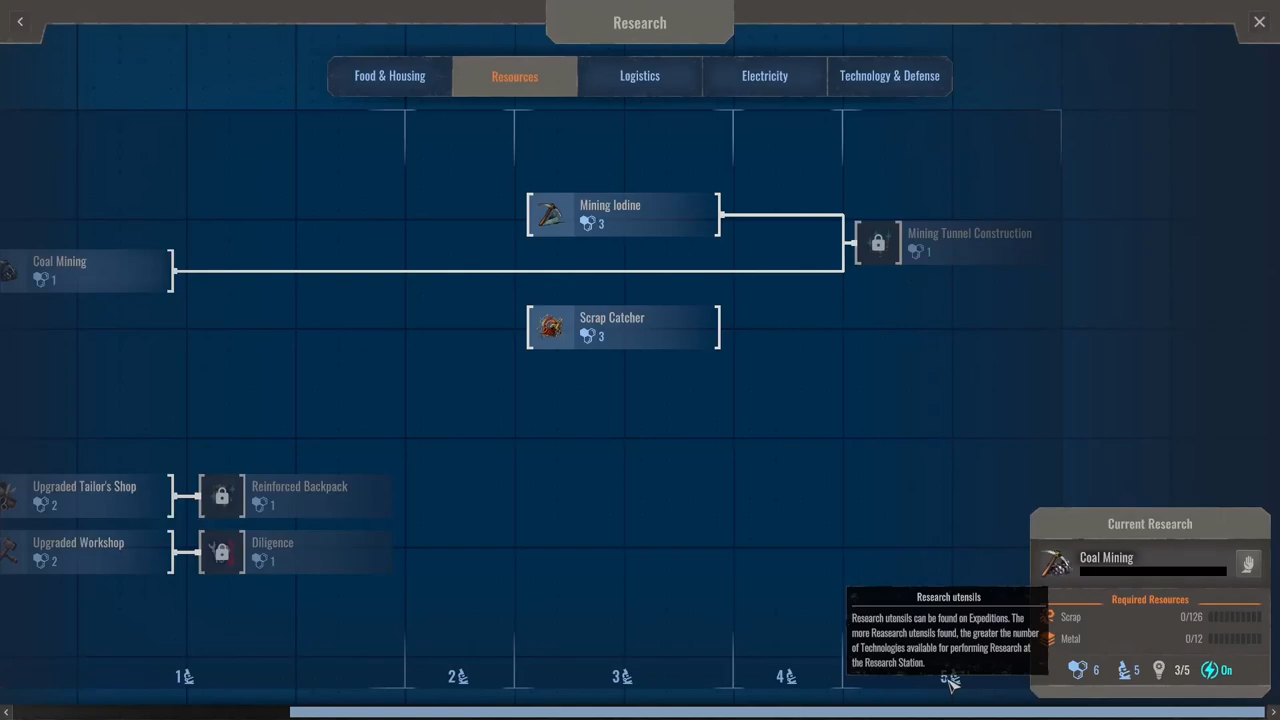 Research
Food & Housing
Resources
Logistics
Electricity
Technology & Defense
Mining Iodine
3
Mining Tunnel Construction
1
Coal Mining
1
Scrap Catcher
3
Upgraded Tailor's Shop
2
Reinforced Backpack
1
Upgraded Workshop
2
Diligence
1
Current Research
Coal Mining
Required Resources
Scrap 0/126
Metal 0/12
6 5 3/5 On
Research utensils
Research utensils can be found on Expeditions. The
more Reasearch utensils found, the greater the number
of Technologies available for performing Research at
the Research Station.
1 2 3 4 5